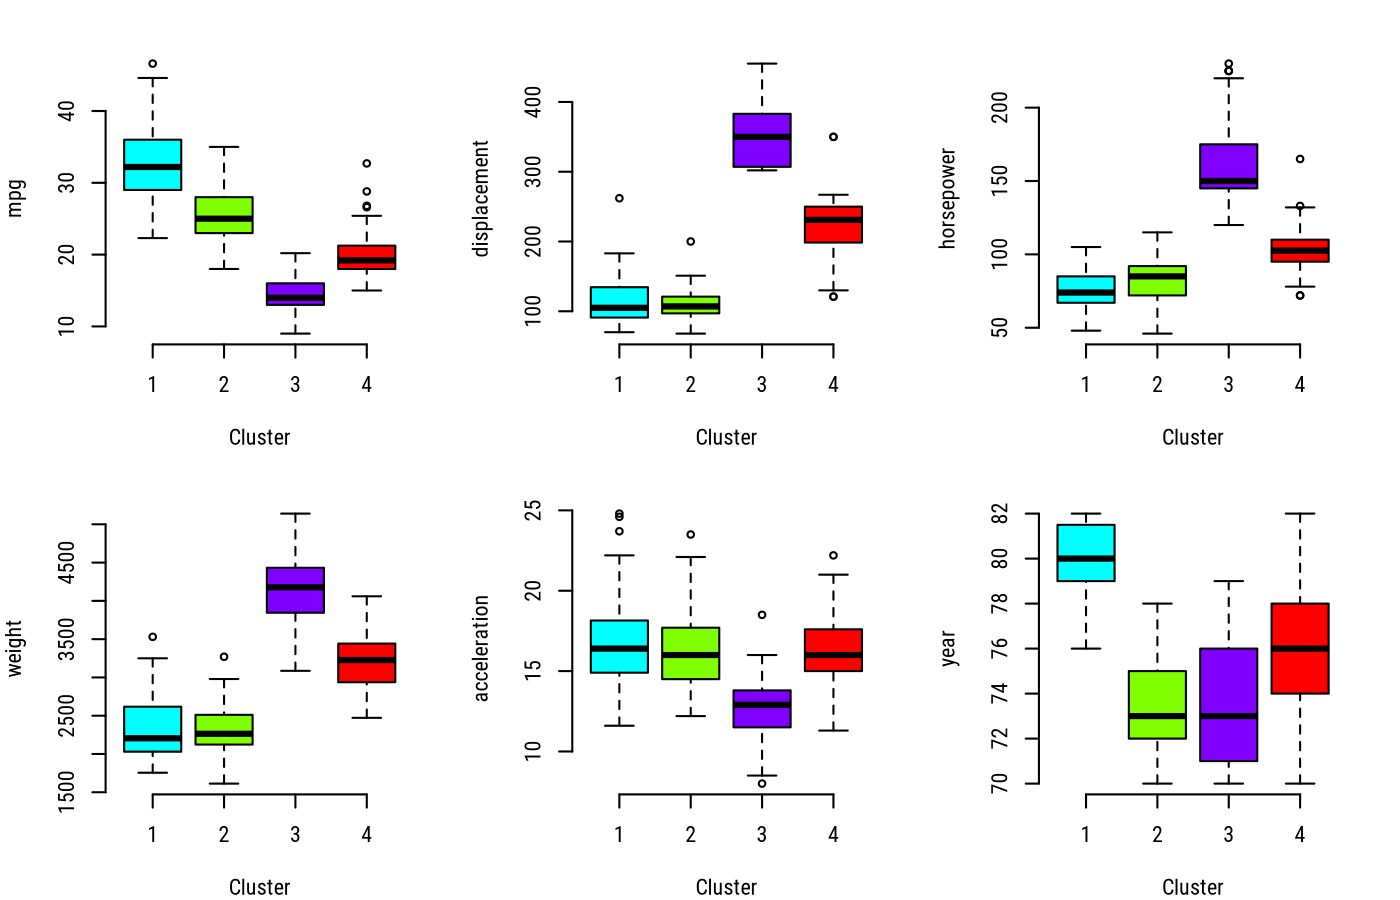 mpg
40
30
20
10
1 2 3 4
Cluster
displacement
400
300
200
100
1 2 3 4
Cluster
horsepower
200
150
100
50
1 2 3 4
Cluster
weight
4500
3500
2500
1500
1 2 3 4
Cluster
acceleration
25
20
15
10
1 2 3 4
Cluster
year
82
80
78
76
74
72
70
1 2 3 4
Cluster